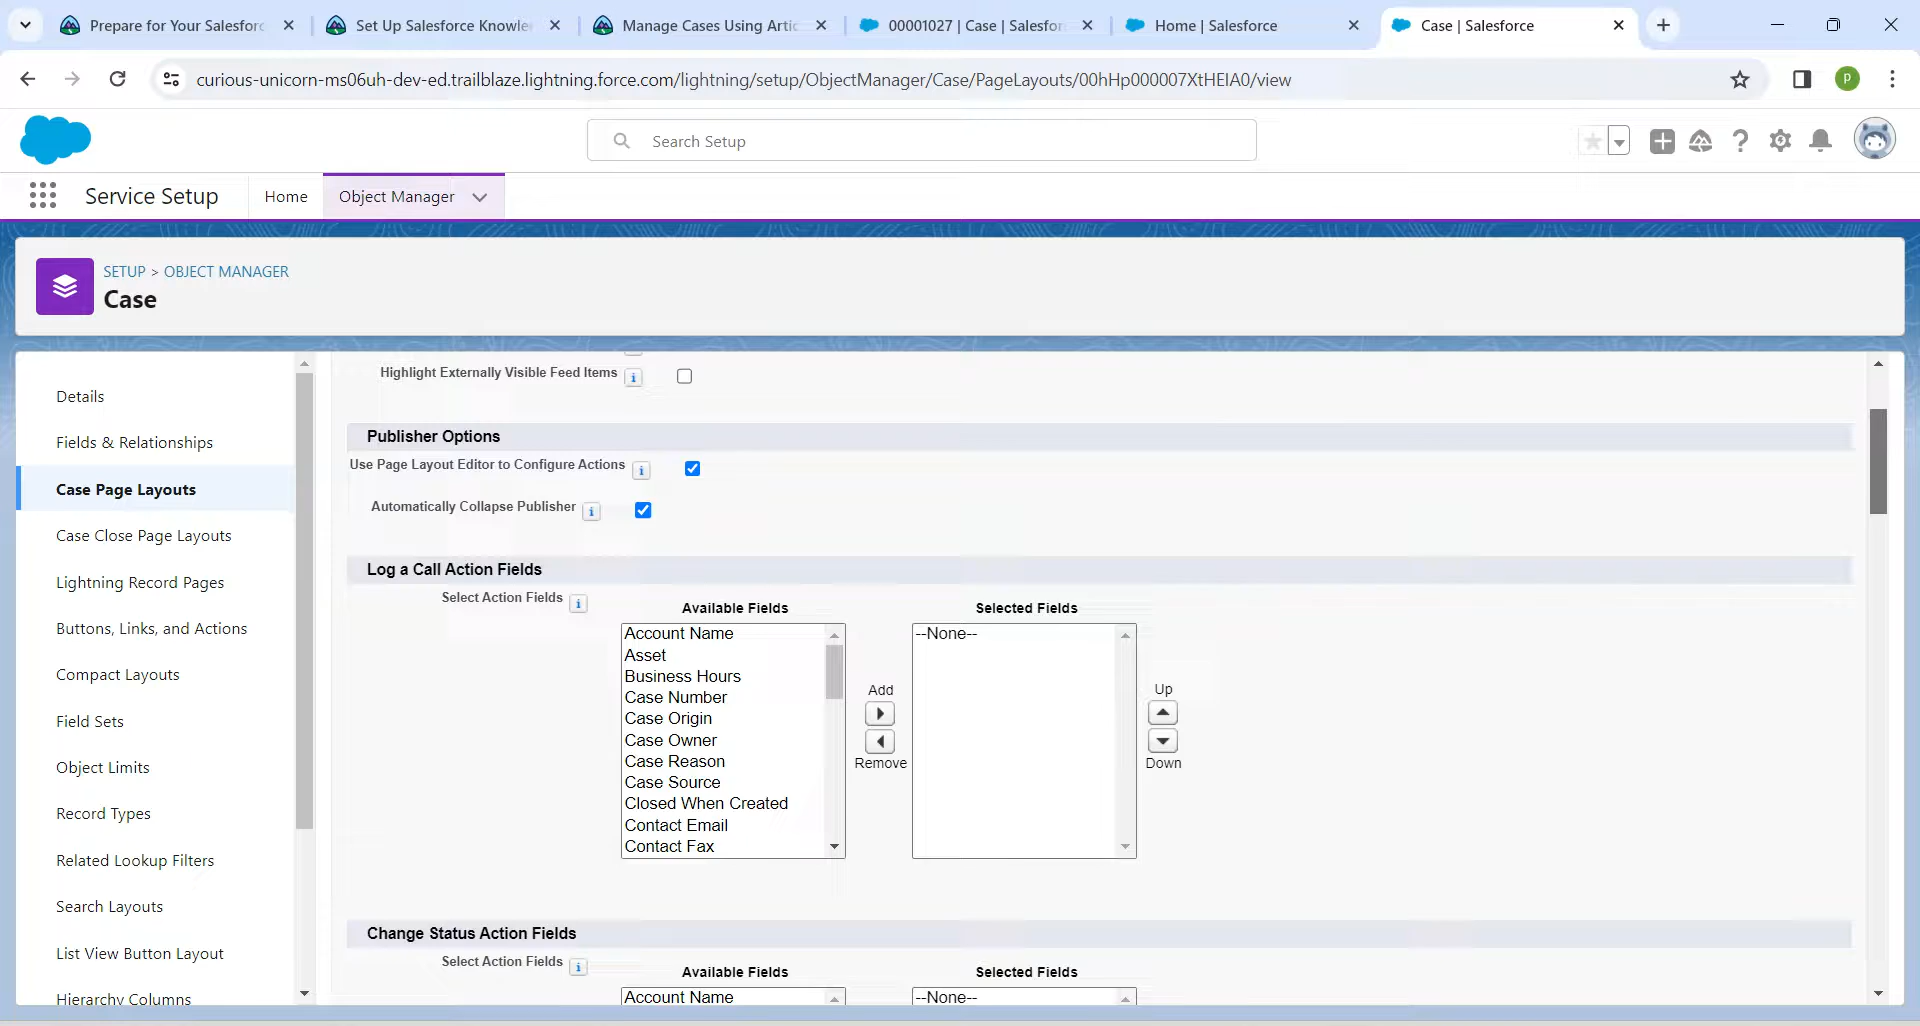 Prepare for Your Salesforc
Set Up Salesforce Knowle
Manage Cases Using Artic
00001027 | Case | Salesfor
Home | Salesforce
Case | Salesforce
curious-unicorn-ms06uh-dev-ed.trailblaze.lightning.force.com/lightning/setup/ObjectManager/Case/PageLayouts/00hHp000007XtHEIA0/view
P
Search Setup
Service Setup
Home
Object Manager
SETUP > OBJECT MANAGER
Case
Details
Fields & Relationships
Case Page Layouts
Case Close Page Layouts
Lightning Record Pages
Buttons, Links, and Actions
Compact Layouts
Field Sets
Object Limits
Record Types
Related Lookup Filters
Search Layouts
List View Button Layout
Hierarchy Columns
Highlight Externally Visible Feed Items
Publisher Options
Use Page Layout Editor to Configure Actions
Automatically Collapse Publisher
Log a Call Action Fields
Select Action Fields
Available Fields
Selected Fields
Account Name
Asset
Business Hours
Case Number
Case Origin
Case Owner
Case Reason
Case Source
Closed When Created
Contact Email
Contact Fax
Add
Remove
--None--
Up
Down
Change Status Action Fields
Select Action Fields
Available Fields
Selected Fields
Account Name
--None--